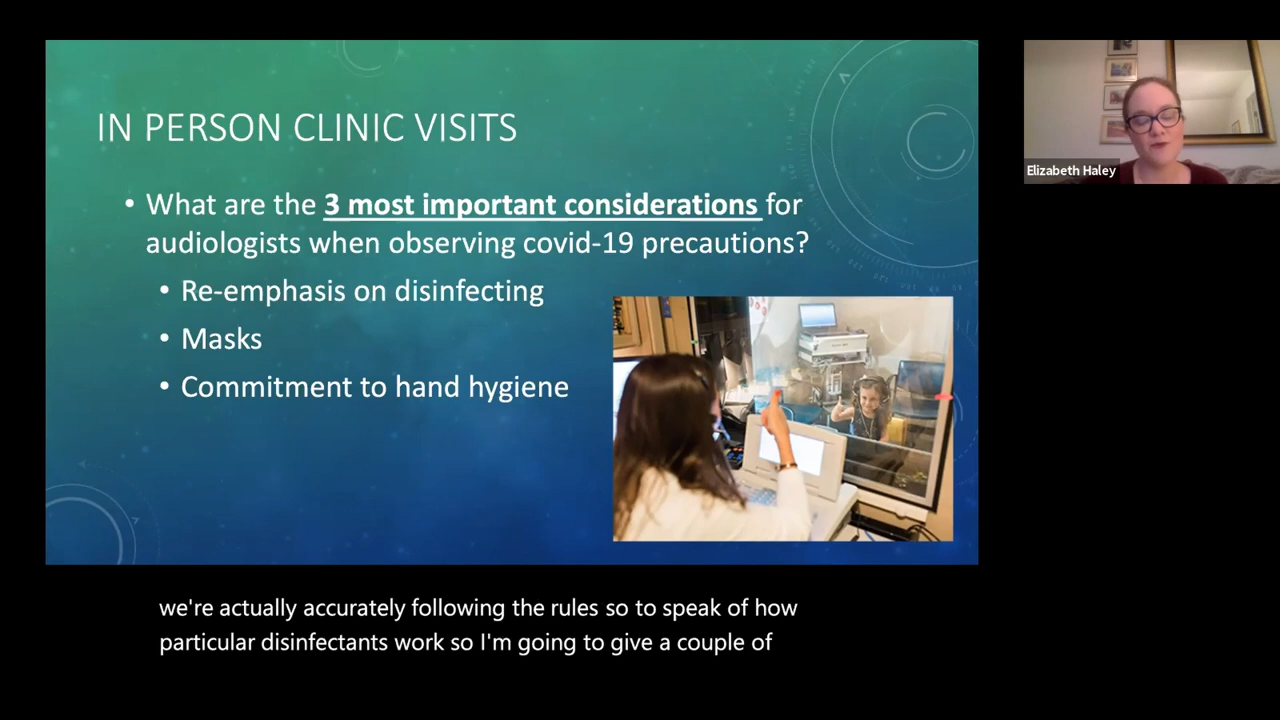 IN PERSON CLINIC VISITS
• What are the 3 most important considerations for
audiologists when observing covid-19 precautions?
• Re-emphasis on disinfecting
• Masks
• Commitment to hand hygiene
Elizabeth Haley
we're actually accurately following the rules so to speak of how
particular disinfectants work so I'm going to give a couple of